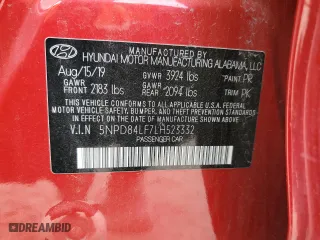 MANUFACTURED BY
HYUNDAI MOTOR MANUFACTURING ALABAMA, LLC
Aug/15/19 GVWR 3924 lbs PAINT PR
GAWR FRONT 2183 lbs GAWR REAR 2094 lbs TRIM PK
THIS VEHICLE CONFORMS TO ALL APPLICABLE
FEDERAL MOTOR VEHICLE SAFETY, BUMPER, AND
THEFT PREVENTION STANDARDS IN EFFECT ON THE
DATE OF MANUFACTURE SHOWN ABOVE.
V.I.N 5NPD84LF7LH523332
PASSENGER CAR